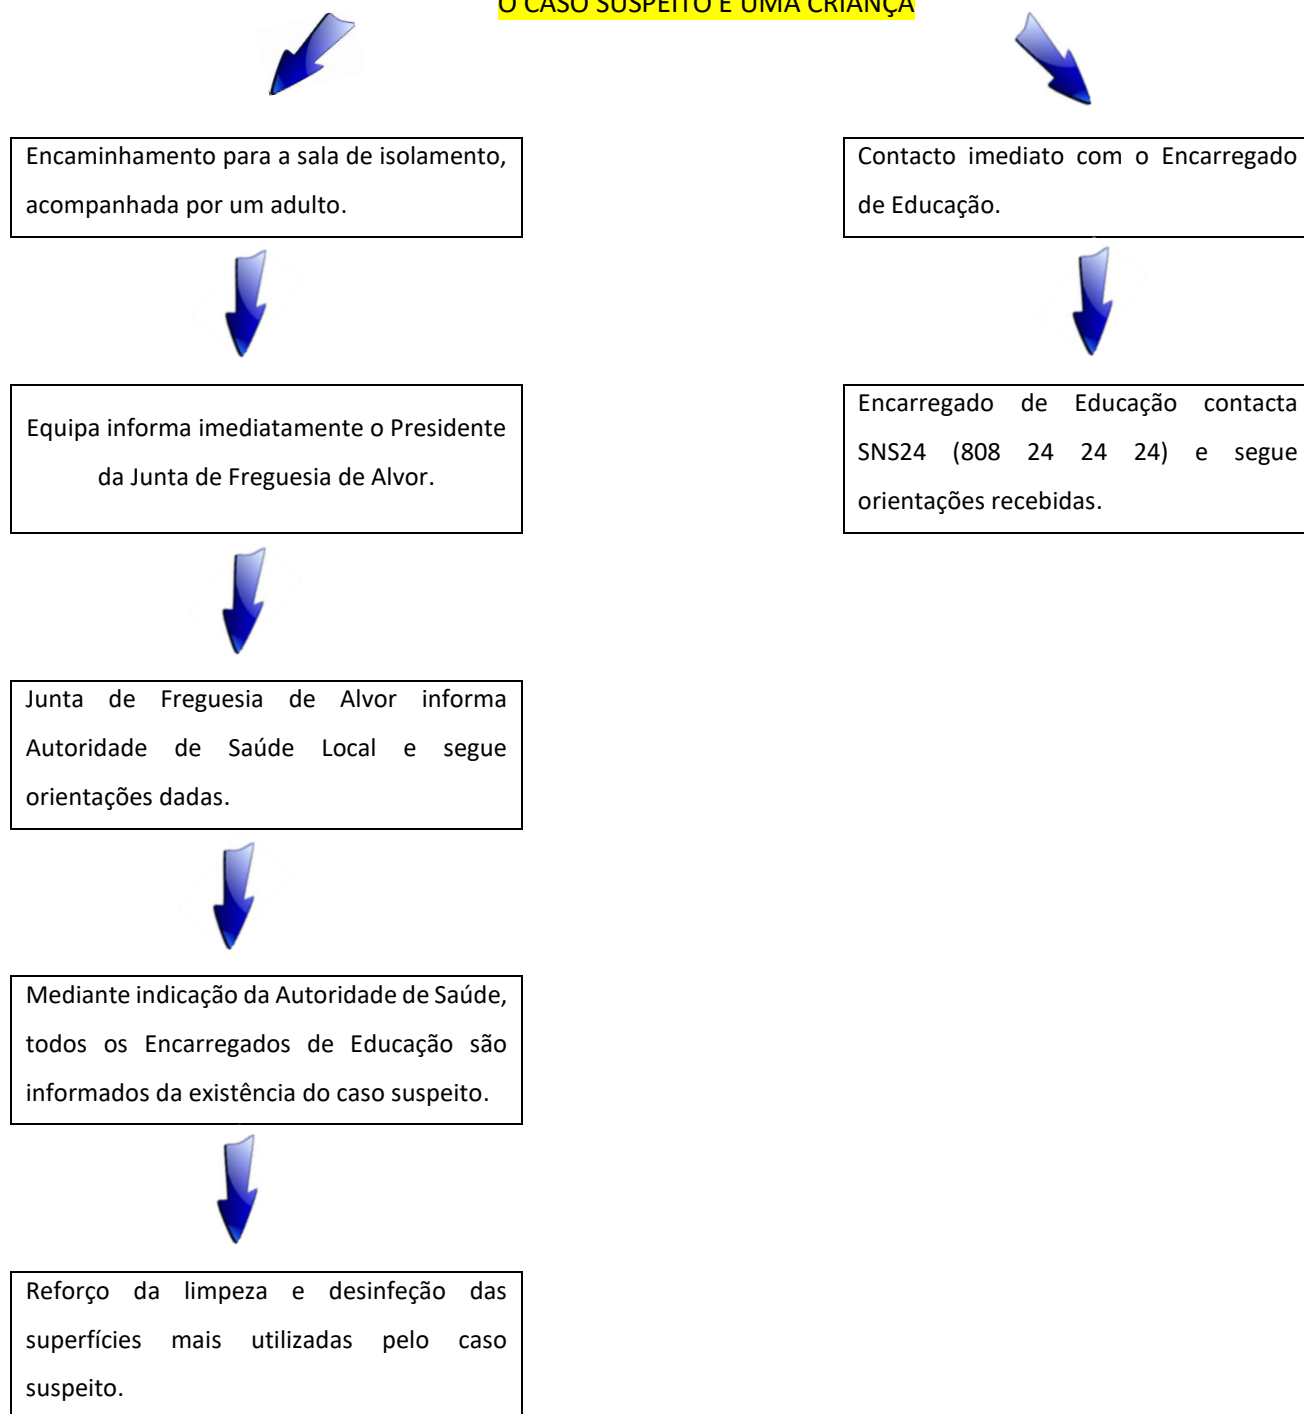 O CASO SUSPEITO É UMA CRIANÇA
Encaminhamento para a sala de isolamento,
acompanhada por um adulto.
Contacto imediato com o Encarregado
de Educação.
Equipa informa imediatamente o Presidente
da Junta de Freguesia de Alvor.
Encarregado de Educação contacta
SNS24 (808 24 24 24) e segue
orientações recebidas.
Junta de Freguesia de Alvor informa
Autoridade de Saúde Local e segue
orientações dadas.
Mediante indicação da Autoridade de Saúde,
todos os Encarregados de Educação são
informados da existência do caso suspeito.
Reforço da limpeza e desinfeção das
superfícies mais utilizadas pelo caso
suspeito.